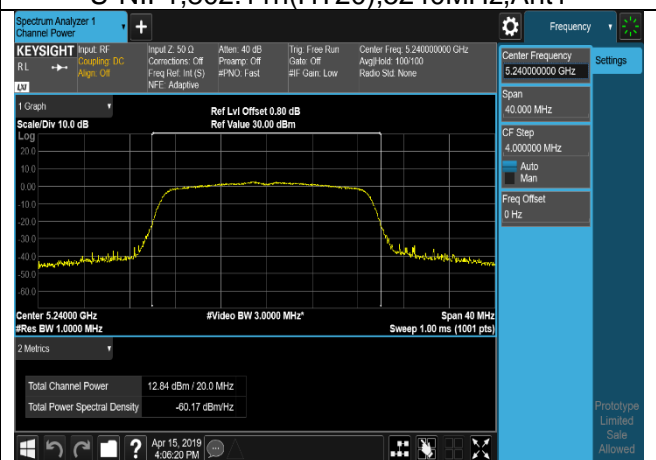 U-NII-1,802.11n(HT20),5240MHz,Ant1
Spectrum Analyzer 1
Channel Power
Frequency
KEYSIGHT
RL
Input: RF
Coupling: DC
Align: Off
Input Z: 50 Ω
Corrections: Off
Freq Ref: Int (S)
NFE: Adaptive
Atten: 40 dB
Preamp: Off
#PNO: Fast
Trig: Free Run
Gate: Off
#IF Gain: Low
Center Freq: 5.240000000 GHz
Avg|Hold: 100/100
Radio Std: None
Center Frequency
5.240000000 GHz
Settings
Span
40.000 MHz
CF Step
4.000000 MHz
Auto
Man
Freq Offset
0 Hz
1 Graph
Scale/Div 10.0 dB
Ref Lvl Offset 0.80 dB
Ref Value 30.00 dBm
Log
20.0
10.0
0.00
-10.0
-20.0
-30.0
-40.0
-50.0
-60.0
Center 5.24000 GHz
#Video BW 3.0000 MHz*
Span 40 MHz
#Res BW 1.0000 MHz
Sweep 1.00 ms (1001 pts)
2 Metrics
Total Channel Power 12.84 dBm / 20.0 MHz
Total Power Spectral Density -60.17 dBm/Hz
Prototype
Limited
Sale
Allowed
Apr 15, 2019
4:06:20 PM